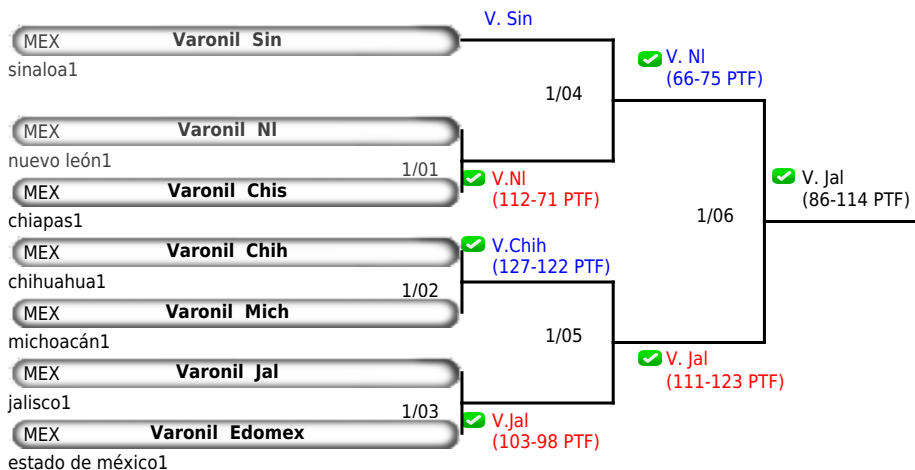 V. Sin
MEX Varonil Sin
sinaloa1
V. Nl
(66-75 PTF)
1/04
MEX Varonil Nl
nuevo león1
1/01
V.Nl
(112-71 PTF)
MEX Varonil Chis
chiapas1
V. Jal
(86-114 PTF)
1/06
MEX Varonil Chih
chihuahua1
V.Chih
(127-122 PTF)
1/02
MEX Varonil Mich
michoacán1
1/05
V. Jal
(111-123 PTF)
MEX Varonil Jal
jalisco1
1/03
V.Jal
(103-98 PTF)
MEX Varonil Edomex
estado de méxico1